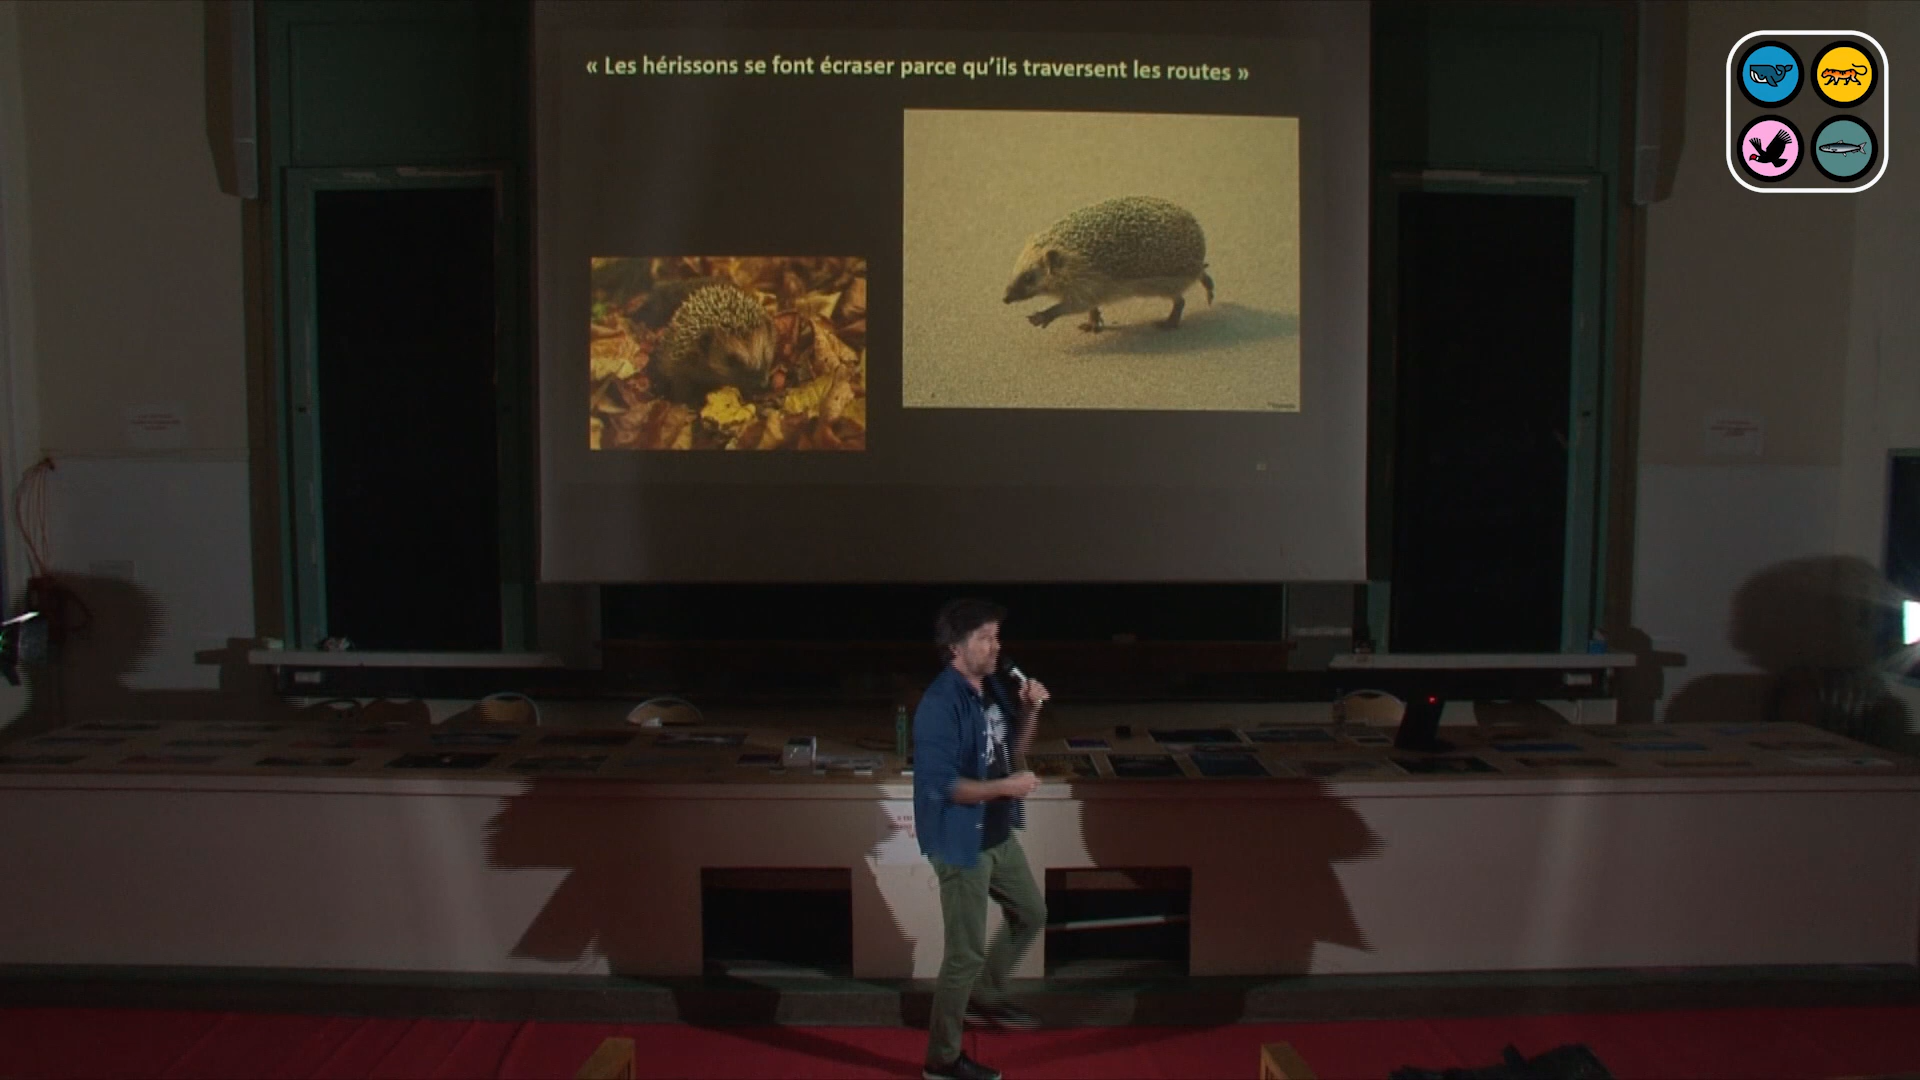 « Les hérissons se font écraser parce qu’ils traversent les routes »